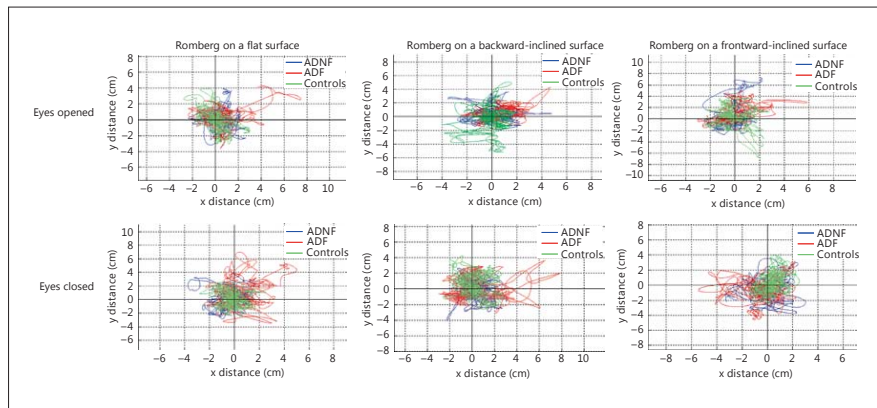 Romberg on a flat surface
Romberg on a backward-inclined surface
Romberg on a frontward-inclined surface
Eyes opened
y distance (cm)
8
6
4
2
0
−2
−4
−6
ADNF
ADF
Controls
−6 −4 −2 0 2 4 6 8 10
x distance (cm)
y distance (cm)
8
6
4
2
0
−2
−4
−6
−8
ADNF
ADF
Controls
−6 −4 −2 0 2 4 6 8
x distance (cm)
y distance (cm)
10
8
6
4
2
0
−2
−4
−6
−8
−10
ADNF
ADF
Controls
−6 −4 −2 0 2 4 6 8
x distance (cm)
Eyes closed
y distance (cm)
10
8
6
4
2
0
−2
−4
−6
ADNF
ADF
Controls
−8 −6 −4 −2 0 2 4 6 8
x distance (cm)
y distance (cm)
8
6
4
2
0
−2
−4
−6
−8
ADNF
ADF
Controls
−6 −4 −2 0 2 4 6 8 10 12
x distance (cm)
y distance (cm)
8
6
4
2
0
−2
−4
−6
−8
ADNF
ADF
Controls
−8 −6 −4 −2 0 2 4 6
x distance (cm)